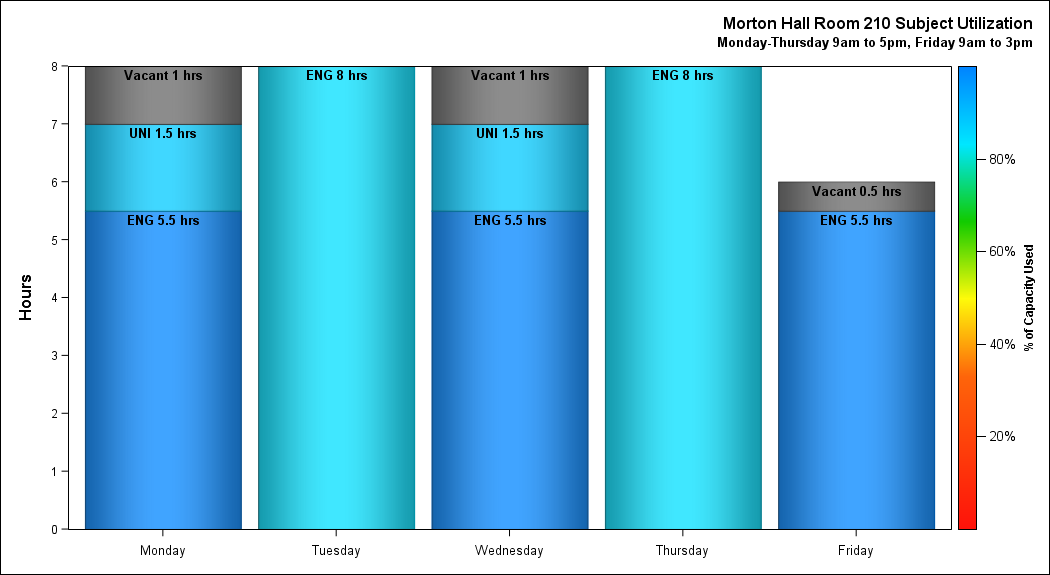 Morton Hall Room 210 Subject Utilization
Monday-Thursday 9am to 5pm, Friday 9am to 3pm
Hours
8
7
6
5
4
3
2
1
0
Vacant 1 hrs
UNI 1.5 hrs
ENG 5.5 hrs
ENG 8 hrs
Vacant 1 hrs
UNI 1.5 hrs
ENG 5.5 hrs
ENG 8 hrs
Vacant 0.5 hrs
ENG 5.5 hrs
Monday
Tuesday
Wednesday
Thursday
Friday
80%
60%
40%
20%
% of Capacity Used